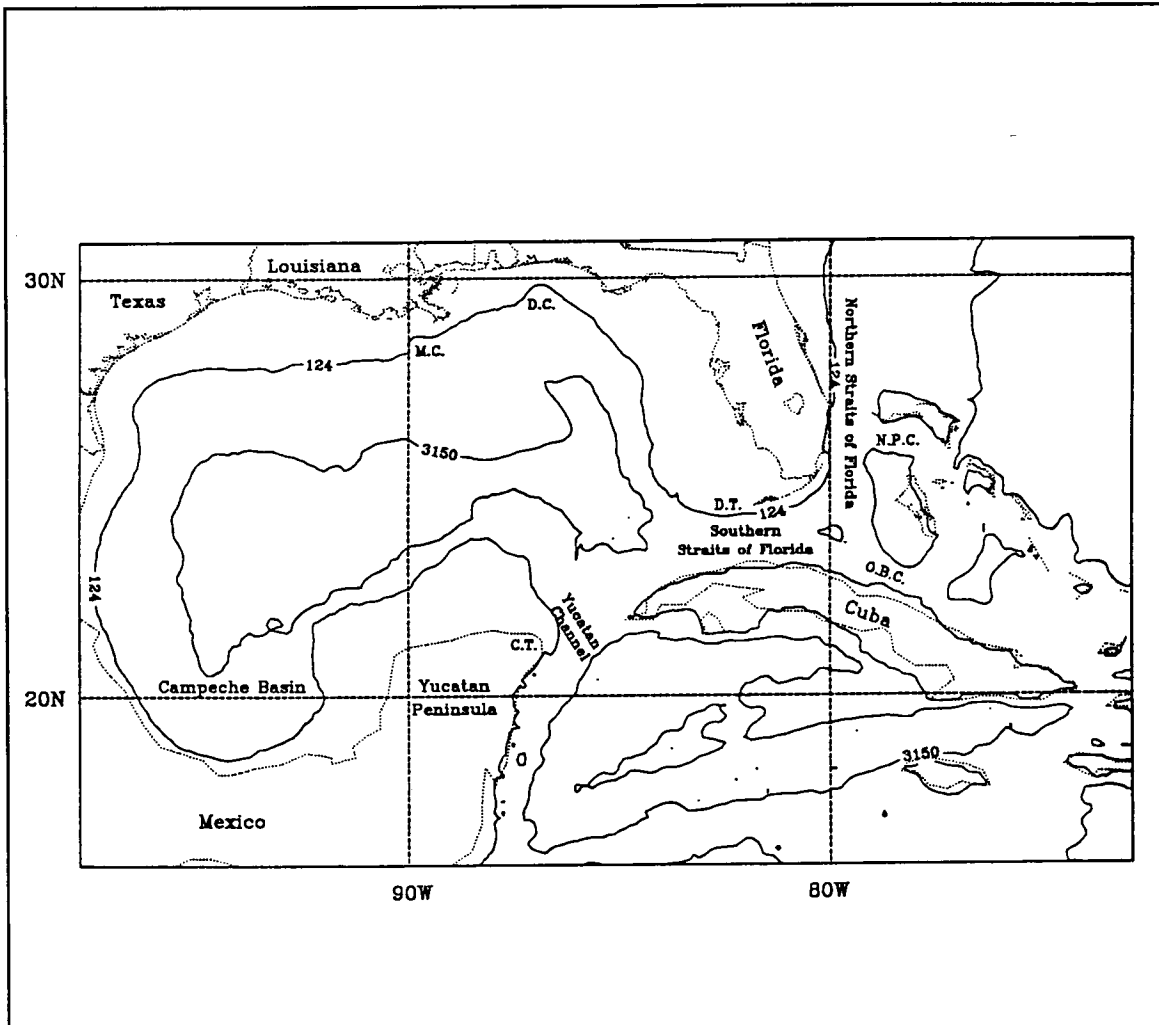 Louisiana
30N
Texas
D.C.
Northern Straits of Florida
M.C.
124
Florida
124
N.P.C.
3150
D.T.
124
Southern
Straits of Florida
O.B.C.
124
Yucatan
Channel
Cuba
C.T.
Campeche Basin
Yucatan
20N
Peninsula
3150
Mexico
90W
80W